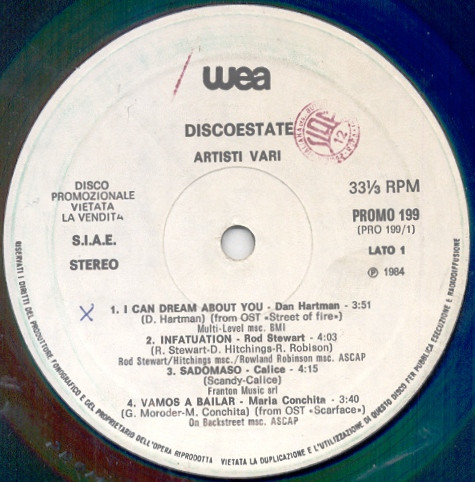 wea
DISCOESTATE
ARTISTI VARI
DISCO
PROMOZIONALE
VIETATA
LA VENDITA
S.I.A.E.
STEREO
33⅓ RPM
PROMO 199
(PRO 199/1)
LATO 1
℗ 1984
X
1. I CAN DREAM ABOUT YOU - Dan Hartman - 3:51
(D. Hartman) (from OST «Street of fire»)
Multi-Level msc. BMI
2. INFATUATION - Rod Stewart - 4:03
(R. Stewart-D. Hitchings-R. Robison)
Rod Stewart/Hitchings msc./Rowland Robinson msc. ASCAP
3. SADOMASO - Calice - 4:15
(Scandy-Calice)
Franton Music srl
4. VAMOS A BAILAR - Maria Conchita - 3:40
(G. Moroder-M. Conchita) (from OST «Scarface»)
On Backstreet msc. ASCAP
RISERVATI I DIRITTI DEL PRODUTTORE FONOGRAFICO E DEL PROPRIETARIO DELL'OPERA RIPRODOTTA VIETATA LA DUPLICAZIONE E L'UTILIZZAZIONE DI QUESTO DISCO PER PUBBLICA ESECUZIONE E RADIODIFFUSIONE
12